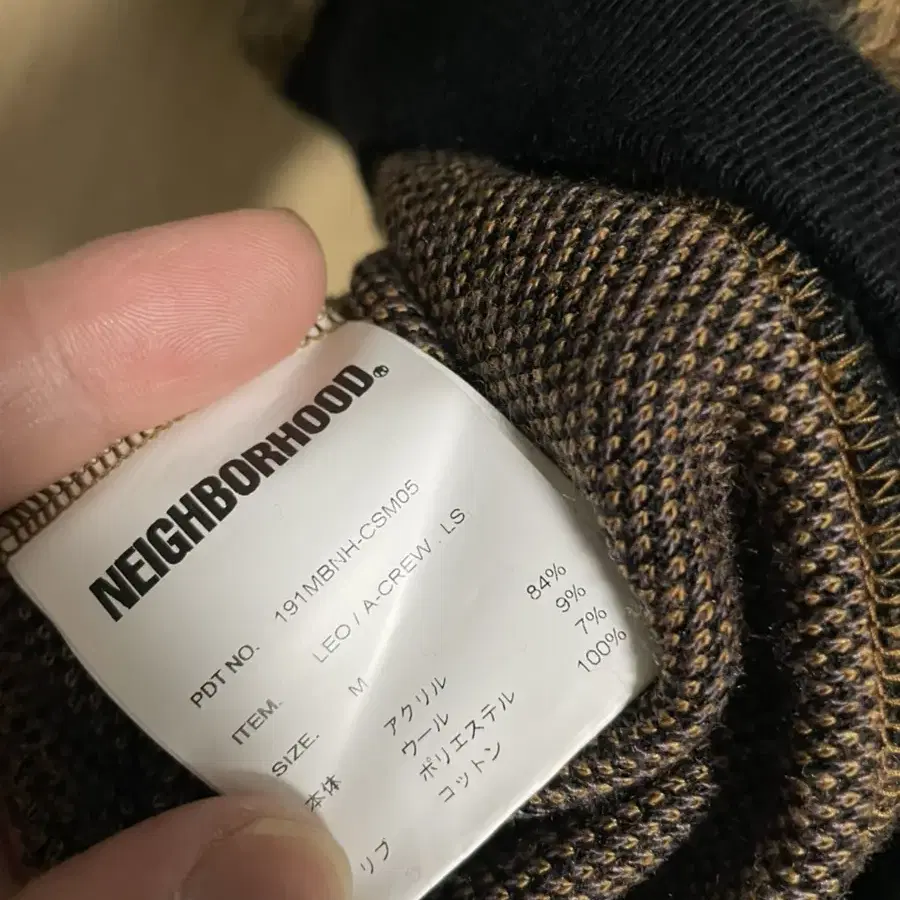 NEIGHBORHOOD®
PDT NO. 191MBNH-CSM05
ITEM. LEO / A-CREW . LS
SIZE. M
本体 アクリル 84%
ウール 9%
ポリエステル 7%
リブ コットン 100%